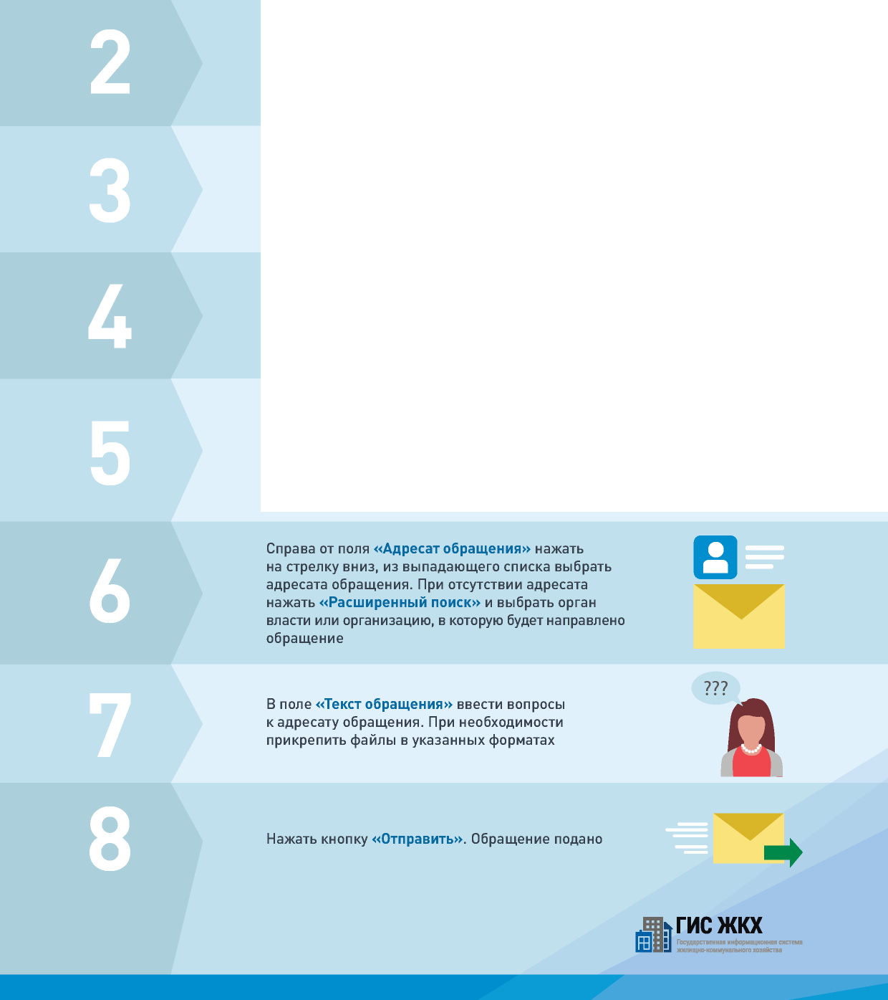 2
3
4
5
6
Справа от поля «Адресат обращения» нажать
на стрелку вниз, из выпадающего списка выбрать
адресата обращения. При отсутствии адресата
нажать «Расширенный поиск» и выбрать орган
власти или организацию, в которую будет направлено
обращение
7
В поле «Текст обращения» ввести вопросы
к адресату обращения. При необходимости
прикрепить файлы в указанных форматах
???
8
Нажать кнопку «Отправить». Обращение подано
ГИС ЖКХ
Государственная информационная система
жилищно-коммунального хозяйства